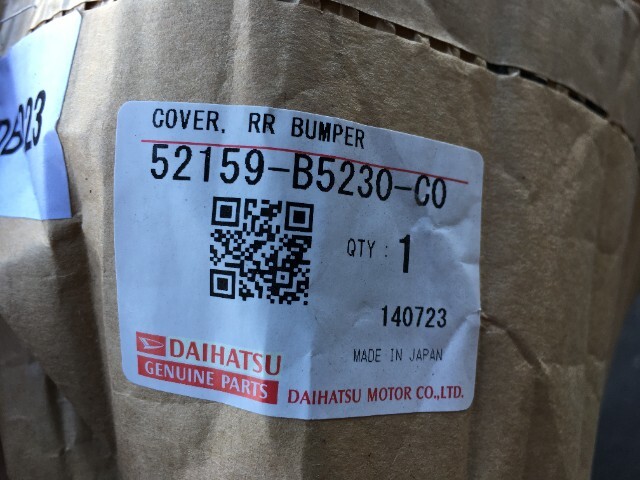 COVER, RR BUMPER
52159-B5230-C0
QTY : 1
140723
MADE IN JAPAN
DAIHATSU
GENUINE PARTS
DAIHATSU MOTOR CO.,LTD.